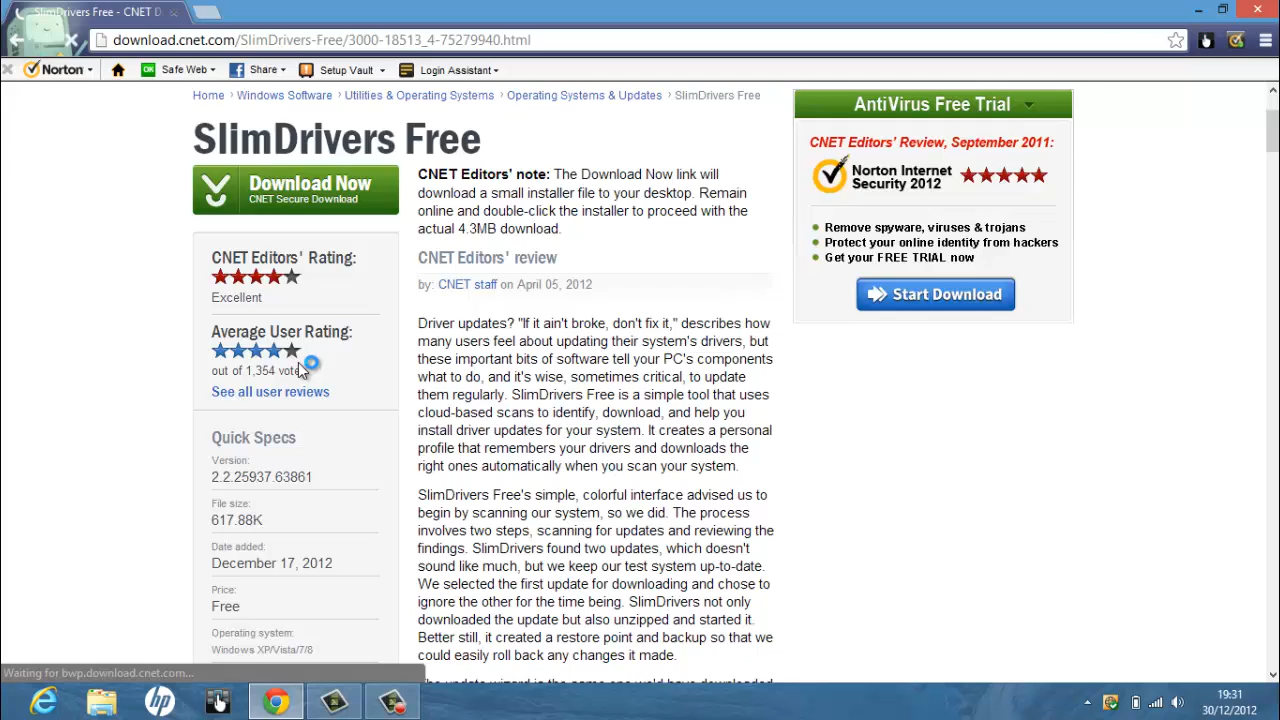 SlimDrivers Free - CNET D
download.cnet.com/SlimDrivers-Free/3000-18513_4-75279940.html
Norton Safe Web Share Setup Vault Login Assistant
OK
Home › Windows Software › Utilities & Operating Systems › Operating Systems & Updates › SlimDrivers Free
SlimDrivers Free
Download Now
CNET Secure Download
CNET Editors' Rating:
Excellent
Average User Rating:
out of 1,354 vote
See all user reviews
Quick Specs
Version:
2.2.25937.63861
File size:
617.88K
Date added:
December 17, 2012
Price:
Free
Operating system:
Windows XP/Vista/7/8
CNET Editors' note: The Download Now link will
download a small installer file to your desktop. Remain
online and double-click the installer to proceed with the
actual 4.3MB download.
CNET Editors' review
by: CNET staff on April 05, 2012
Driver updates? "If it ain't broke, don't fix it," describes how
many users feel about updating their system's drivers, but
these important bits of software tell your PC's components
what to do, and it's wise, sometimes critical, to update
them regularly. SlimDrivers Free is a simple tool that uses
cloud-based scans to identify, download, and help you
install driver updates for your system. It creates a personal
profile that remembers your drivers and downloads the
right ones automatically when you scan your system.
SlimDrivers Free's simple, colorful interface advised us to
begin by scanning our system, so we did. The process
involves two steps, scanning for updates and reviewing the
findings. SlimDrivers found two updates, which doesn't
sound like much, but we keep our test system up-to-date.
We selected the first update for downloading and chose to
ignore the other for the time being. SlimDrivers not only
downloaded the update but also unzipped and started it.
Better still, it created a restore point and backup so that we
could easily roll back any changes it made.
AntiVirus Free Trial
CNET Editors' Review, September 2011:
Norton Internet
Security 2012
Remove spyware, viruses & trojans
Protect your online identity from hackers
Get your FREE TRIAL now
Start Download
Waiting for bwp.download.cnet.com...
hp
19:31
30/12/2012